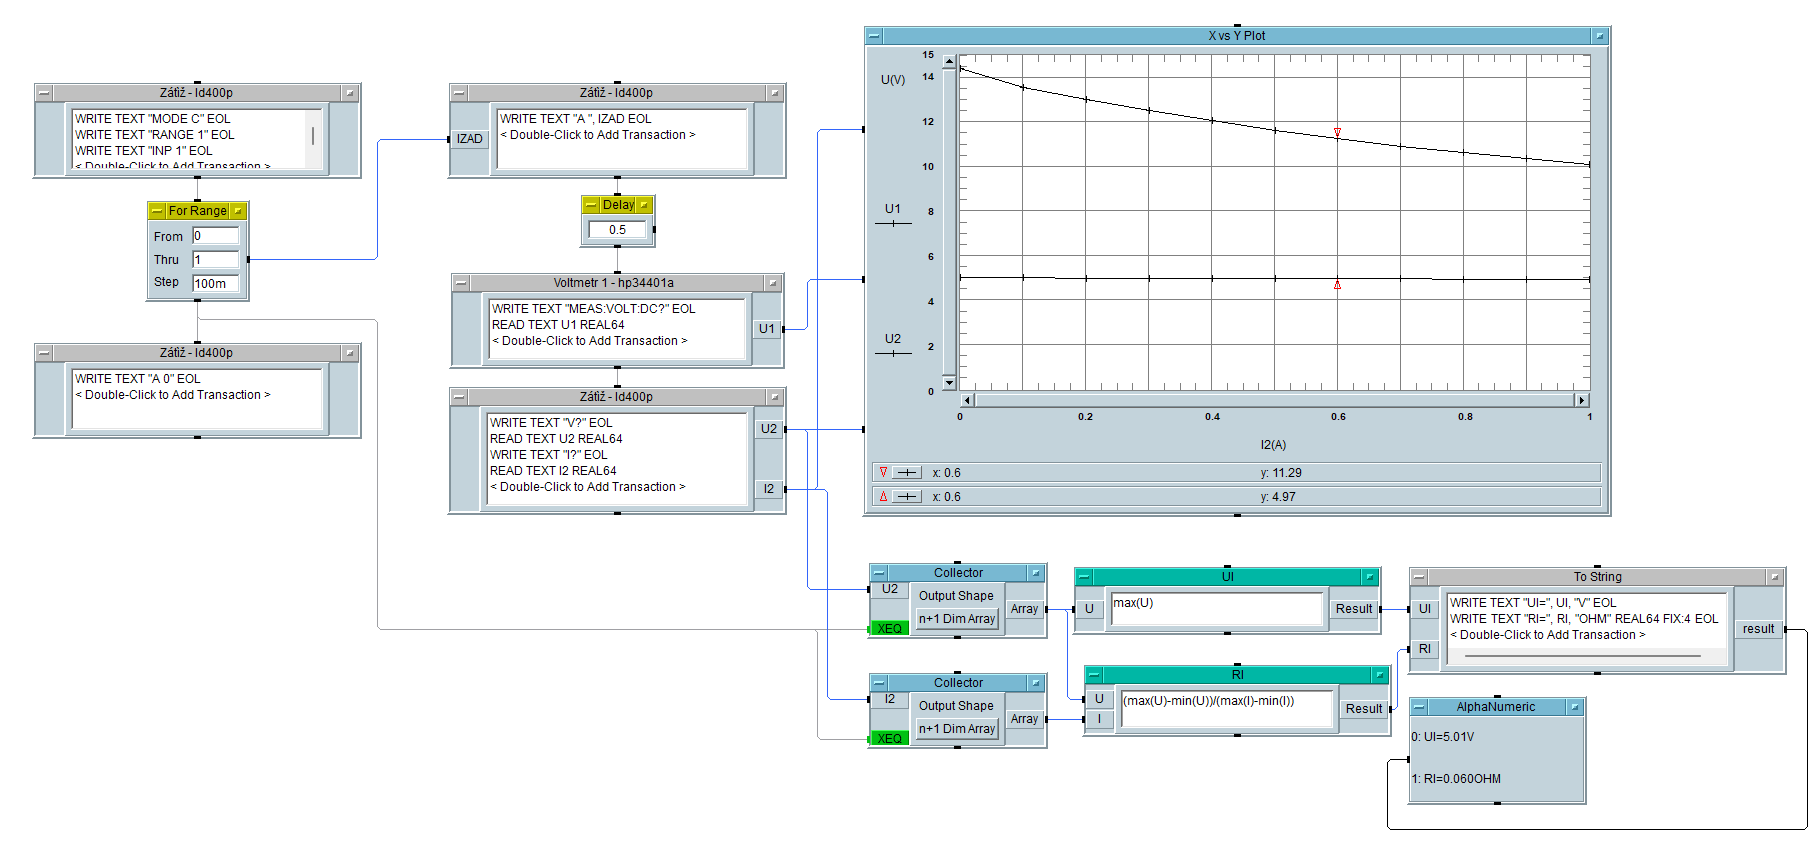 Zátiž - ld400p
WRITE TEXT "MODE C" EOL
WRITE TEXT "RANGE 1" EOL
WRITE TEXT "INP 1" EOL
< Double-Click to Add Transaction >
For Range
From 0
Thru 1
Step 100m
Zátiž - ld400p
WRITE TEXT "A 0" EOL
< Double-Click to Add Transaction >
Zátiž - ld400p
IZAD
WRITE TEXT "A ", IZAD EOL
< Double-Click to Add Transaction >
Delay
0.5
Voltmetr 1 - hp34401a
WRITE TEXT "MEAS:VOLT:DC?" EOL
READ TEXT U1 REAL64
< Double-Click to Add Transaction >
U1
Zátiž - ld400p
WRITE TEXT "V?" EOL
READ TEXT U2 REAL64
WRITE TEXT "I?" EOL
READ TEXT I2 REAL64
< Double-Click to Add Transaction >
U2
I2
X vs Y Plot
U(V)
U1
U2
15
14
12
10
8
6
4
2
0
0 0.2 0.4 0.6 0.8 1
I2(A)
x: 0.6 y: 11.29
x: 0.6 y: 4.97
Collector
U2
XEQ
Output Shape
n+1 Dim Array
Array
Collector
I2
XEQ
Output Shape
n+1 Dim Array
Array
UI
U
max(U)
Result
RI
U
I
(max(U)-min(U))/(max(I)-min(I))
Result
To String
UI
RI
WRITE TEXT "UI=", UI, "V" EOL
WRITE TEXT "RI=", RI, "OHM" REAL64 FIX:4 EOL
< Double-Click to Add Transaction >
result
AlphaNumeric
0: UI=5.01V
1: RI=0.060OHM